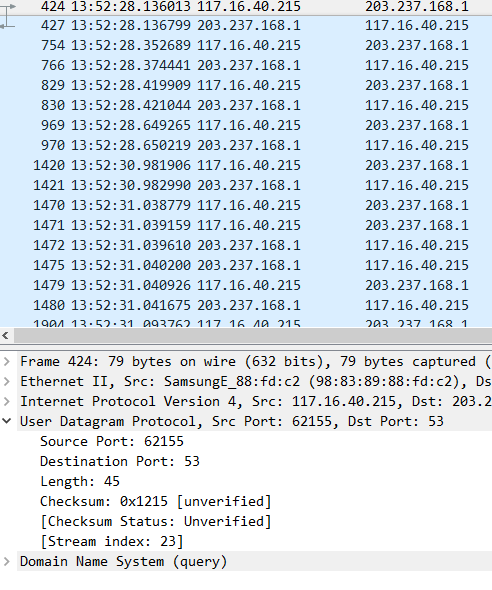 424 13:52:28.136013 117.16.40.215 203.237.168.1
427 13:52:28.136799 203.237.168.1 117.16.40.215
754 13:52:28.352689 117.16.40.215 203.237.168.1
766 13:52:28.374441 203.237.168.1 117.16.40.215
829 13:52:28.419909 117.16.40.215 203.237.168.1
830 13:52:28.421044 203.237.168.1 117.16.40.215
969 13:52:28.649265 117.16.40.215 203.237.168.1
970 13:52:28.650219 203.237.168.1 117.16.40.215
1420 13:52:30.981906 117.16.40.215 203.237.168.1
1421 13:52:30.982990 203.237.168.1 117.16.40.215
1470 13:52:31.038779 117.16.40.215 203.237.168.1
1471 13:52:31.039159 117.16.40.215 203.237.168.1
1472 13:52:31.039610 203.237.168.1 117.16.40.215
1475 13:52:31.040200 203.237.168.1 117.16.40.215
1479 13:52:31.040926 117.16.40.215 203.237.168.1
1480 13:52:31.041675 203.237.168.1 117.16.40.215
1904 13:52:31.093762 117.16.40.215 203.237.168.1
Frame 424: 79 bytes on wire (632 bits), 79 bytes captured (
Ethernet II, Src: SamsungE_88:fd:c2 (98:83:89:88:fd:c2), Ds
Internet Protocol Version 4, Src: 117.16.40.215, Dst: 203.2
User Datagram Protocol, Src Port: 62155, Dst Port: 53
Source Port: 62155
Destination Port: 53
Length: 45
Checksum: 0x1215 [unverified]
[Checksum Status: Unverified]
[Stream index: 23]
Domain Name System (query)